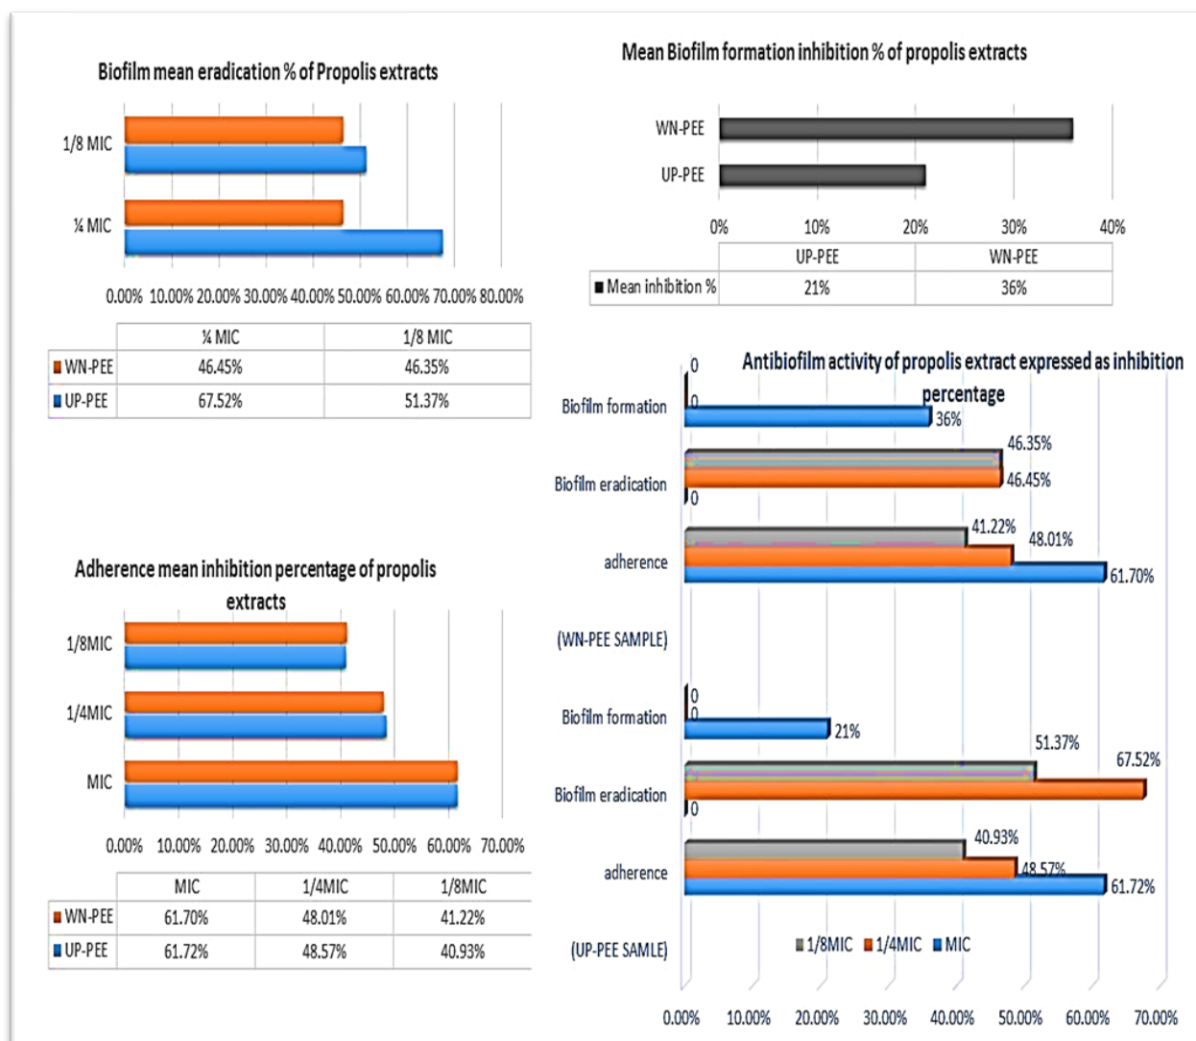 Biofilm mean eradication % of Propolis extracts
1/8 MIC
¼ MIC
0.00% 10.00% 20.00% 30.00% 40.00% 50.00% 60.00% 70.00% 80.00%
¼ MIC 1/8 MIC
WN-PEE 46.45% 46.35%
UP-PEE 67.52% 51.37%
Mean Biofilm formation inhibition % of propolis extracts
WN-PEE
UP-PEE
0% 10% 20% 30% 40%
UP-PEE WN-PEE
Mean inhibition % 21% 36%
Adherence mean inhibition percentage of propolis
extracts
1/8MIC
1/4MIC
MIC
0.00% 10.00% 20.00% 30.00% 40.00% 50.00% 60.00% 70.00%
MIC 1/4MIC 1/8MIC
WN-PEE 61.70% 48.01% 41.22%
UP-PEE 61.72% 48.57% 40.93%
Antibiofilm activity of propolis extract expressed as inhibition
percentage
0
Biofilm formation 0
36%
46.35%
Biofilm eradication 46.45%
0
41.22%
48.01%
adherence
61.70%
(WN-PEE SAMPLE)
0
Biofilm formation 0
21%
51.37%
67.52%
Biofilm eradication
0
40.93%
adherence 48.57%
61.72%
(UP-PEE SAMLE) 1/8MIC 1/4MIC MIC
0.00% 10.00% 20.00% 30.00% 40.00% 50.00% 60.00% 70.00%